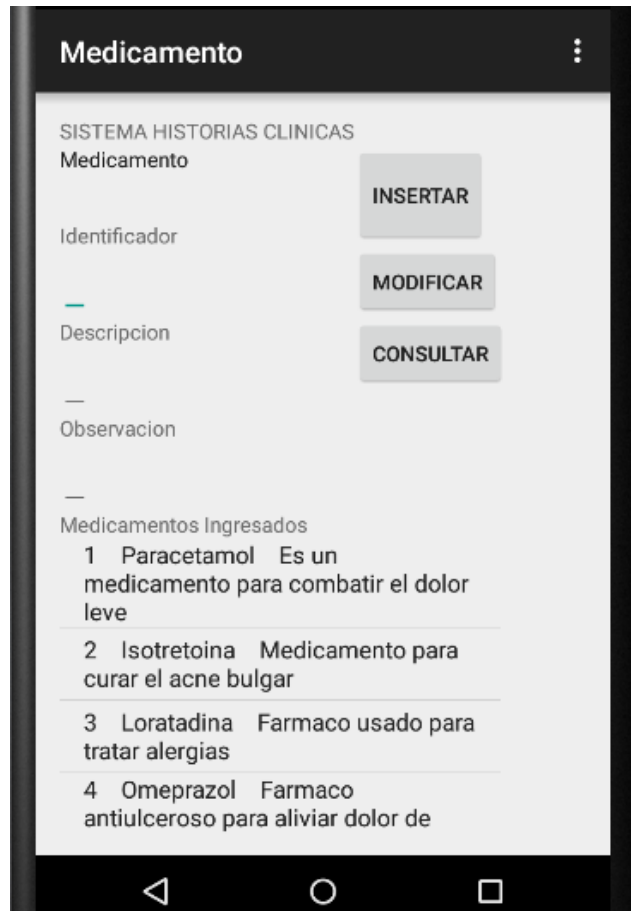 Medicamento
SISTEMA HISTORIAS CLINICAS
Medicamento
INSERTAR
Identificador
MODIFICAR
Descripcion
CONSULTAR
Observacion
Medicamentos Ingresados
1 Paracetamol Es un
medicamento para combatir el dolor
leve
2 Isotretoina Medicamento para
curar el acne bulgar
3 Loratadina Farmaco usado para
tratar alergias
4 Omeprazol Farmaco
antiulceroso para aliviar dolor de